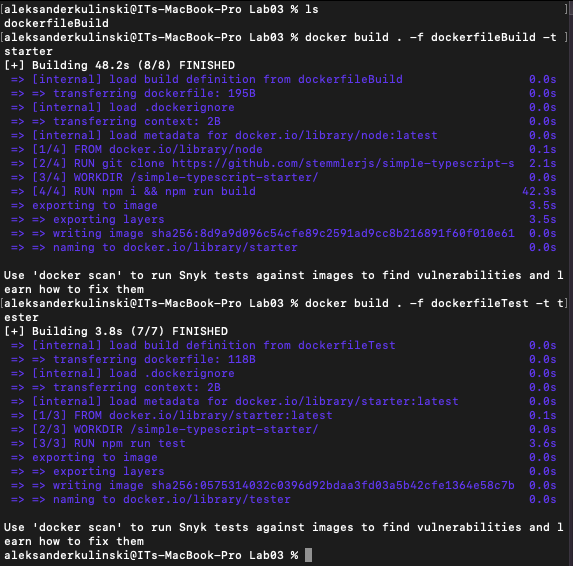 [aleksanderkulinski@ITs-MacBook-Pro Lab03 % ls
dockerfileBuild
[aleksanderkulinski@ITs-MacBook-Pro Lab03 % docker build . -f dockerfileBuild -t ]
starter
[+] Building 48.2s (8/8) FINISHED
=> [internal] load build definition from dockerfileBuild 0.0s
=> => transferring dockerfile: 195B 0.0s
=> [internal] load .dockerignore 0.0s
=> => transferring context: 2B 0.0s
=> [internal] load metadata for docker.io/library/node:latest 0.0s
=> [1/4] FROM docker.io/library/node 0.1s
=> [2/4] RUN git clone https://github.com/stemmlerjs/simple-typescript-s 2.1s
=> [3/4] WORKDIR /simple-typescript-starter/ 0.0s
=> [4/4] RUN npm i && npm run build 42.3s
=> exporting to image 3.5s
=> => exporting layers 3.5s
=> => writing image sha256:8d9a9d096c54cfe89c2591ad9cc8b216891f60f010e61 0.0s
=> => naming to docker.io/library/starter 0.0s

Use 'docker scan' to run Snyk tests against images to find vulnerabilities and l
earn how to fix them
[aleksanderkulinski@ITs-MacBook-Pro Lab03 % docker build . -f dockerfileTest -t t]
ester
[+] Building 3.8s (7/7) FINISHED
=> [internal] load build definition from dockerfileTest 0.0s
=> => transferring dockerfile: 118B 0.0s
=> [internal] load .dockerignore 0.0s
=> => transferring context: 2B 0.0s
=> [internal] load metadata for docker.io/library/starter:latest 0.0s
=> [1/3] FROM docker.io/library/starter:latest 0.1s
=> [2/3] WORKDIR /simple-typescript-starter/ 0.0s
=> [3/3] RUN npm run test 3.6s
=> exporting to image 0.0s
=> => exporting layers 0.0s
=> => writing image sha256:0575314032c0396d92bdaa3fd03a5b42cfe1364e58c7b 0.0s
=> => naming to docker.io/library/tester 0.0s

Use 'docker scan' to run Snyk tests against images to find vulnerabilities and l
earn how to fix them
aleksanderkulinski@ITs-MacBook-Pro Lab03 %